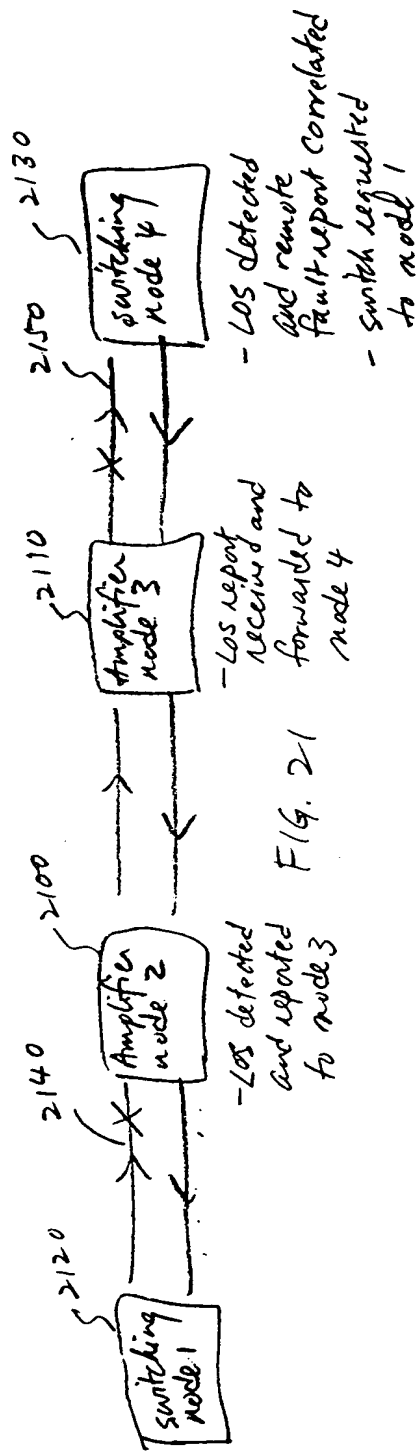 2120
switching
node 1
2140
2100
Amplifier
node 2
-LOS detected
and reported
to node 3
2110
Amplifier
node 3
-LOS report
received and
forwarded to
node 4
2150
2130
switching
node 4
- LOS detected
and remote
fault report correlated
- switch requested
to node 1
FIG. 21